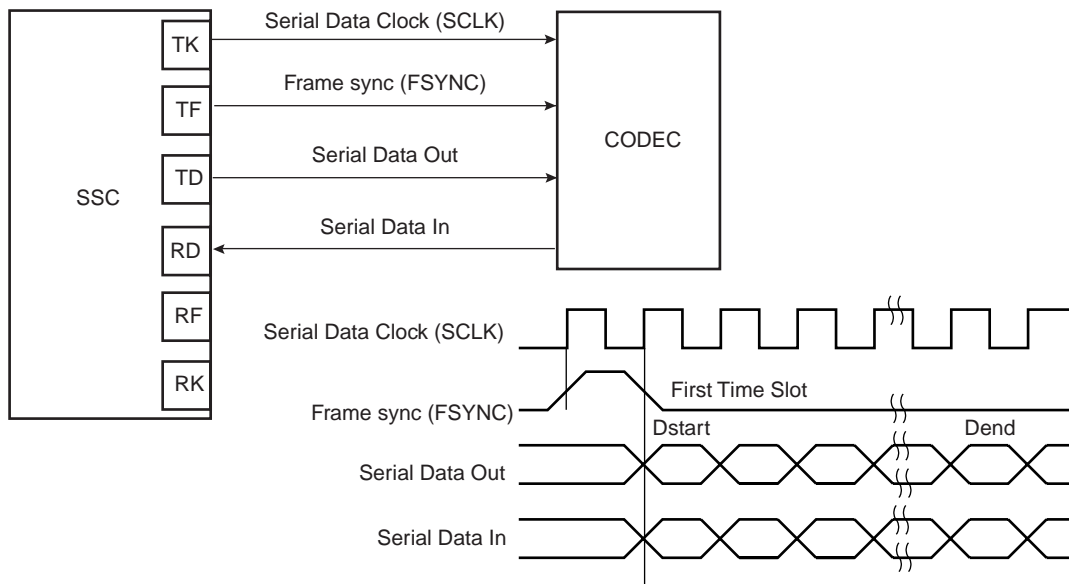 Serial Data Clock (SCLK)
TK
Frame sync (FSYNC)
TF
CODEC
Serial Data Out
TD
SSC
Serial Data In
RD
RF
Serial Data Clock (SCLK)
RK
First Time Slot
Frame sync (FSYNC)
Dstart
Dend
Serial Data Out
Serial Data In